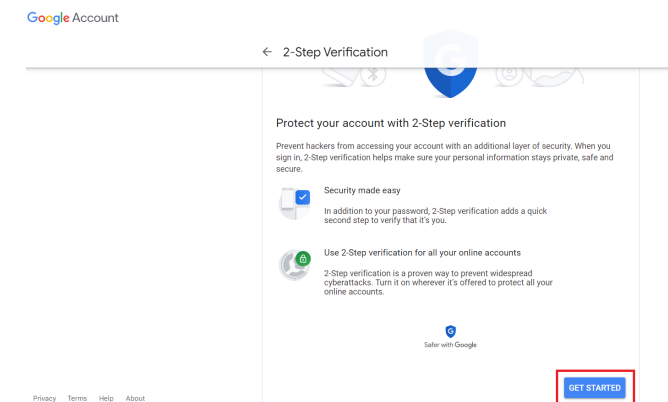 Google Account
← 2-Step Verification
Protect your account with 2-Step verification
Prevent hackers from accessing your account with an additional layer of security. When you
sign in, 2-Step verification helps make sure your personal information stays private, safe and
secure.
Security made easy
In addition to your password, 2-Step verification adds a quick
second step to verify that it's you.
Use 2-Step verification for all your online accounts
2-Step verification is a proven way to prevent widespread
cyberattacks. Turn it on wherever it's offered to protect all your
online accounts.
G
Safer with Google
GET STARTED
Privacy Terms Help About